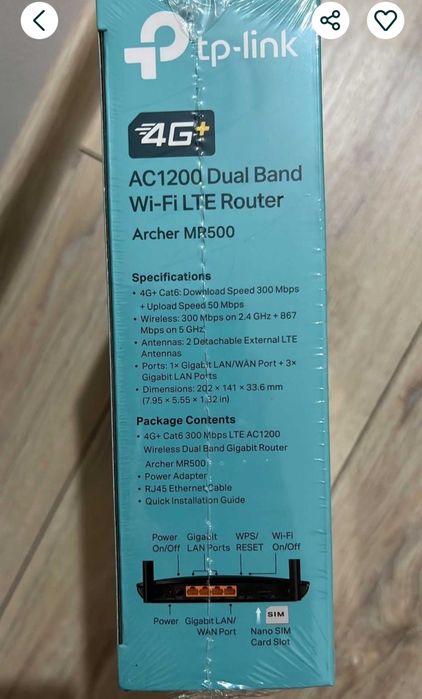 tp-link
4G+
AC1200 Dual Band
Wi-Fi LTE Router
Archer MR500
Specifications
• 4G+ Cat6: Download Speed 300 Mbps
+ Upload Speed 50 Mbps
• Wireless: 300 Mbps on 2.4 GHz + 867
Mbps on 5 GHz
• Antennas: 2 Detachable External LTE
Antennas
• Ports: 1× Gigabit LAN/WAN Port + 3×
Gigabit LAN Ports
• Dimensions: 202 × 141 × 33.6 mm
(7.95 × 5.55 × 1.32 in)
Package Contents
• 4G+ Cat6 300 Mbps LTE AC1200
Wireless Dual Band Gigabit Router
Archer MR500
• Power Adapter
• RJ45 Ethernet Cable
• Quick Installation Guide
Power On/Off
Gigabit LAN Ports
WPS/ RESET
Wi-Fi On/Off
Power
Gigabit LAN/ WAN Port
SIM
Nano SIM Card Slot